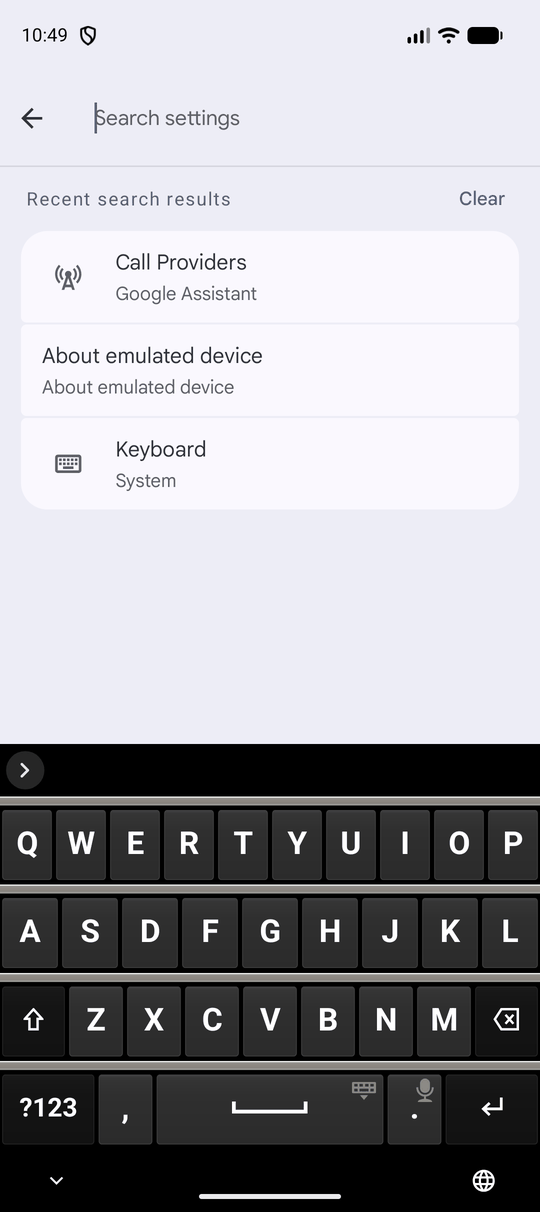 10:49
Search settings
Recent search results Clear
Call Providers
Google Assistant
About emulated device
About emulated device
Keyboard
System
Q W E R T Y U I O P
A S D F G H J K L
Z X C V B N M
?123 , .